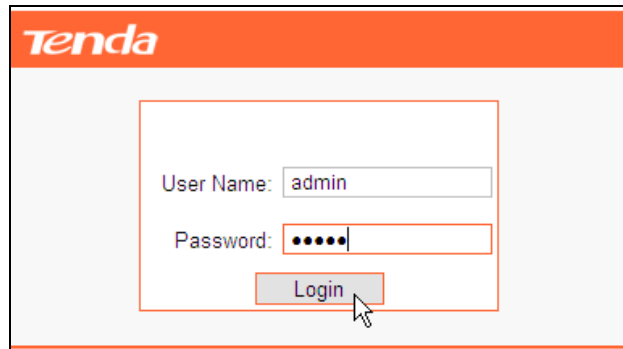 Tenda
User Name: admin
Password: •••••
Login